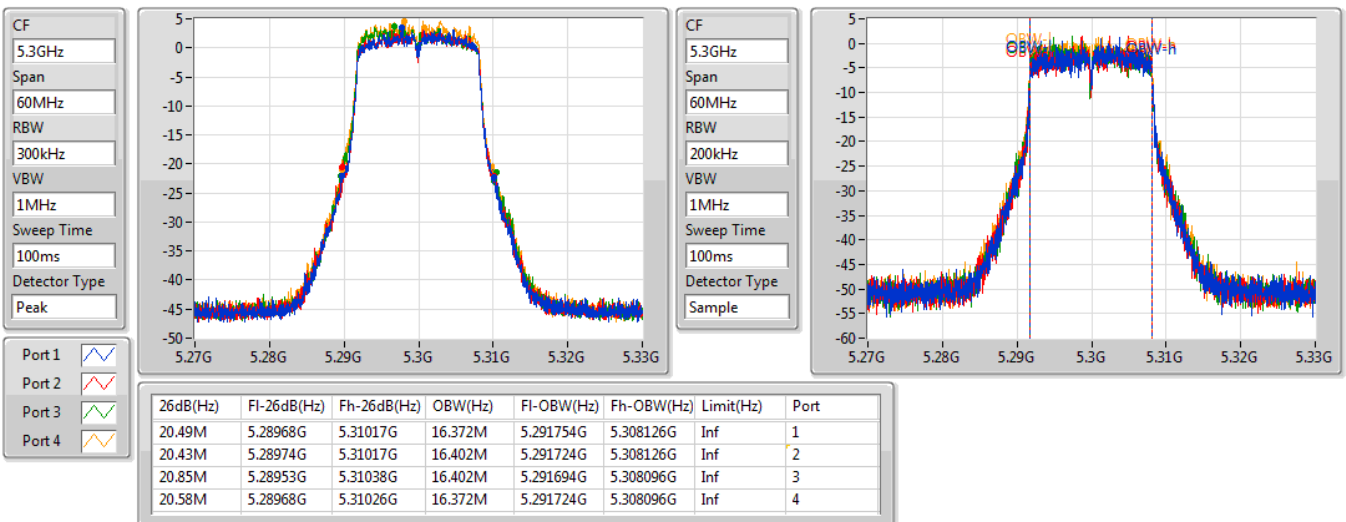 CF
5.3GHz
Span
60MHz
RBW
300kHz
VBW
1MHz
Sweep Time
100ms
Detector Type
Peak
5
0
-5
-10
-15
-20
-25
-30
-35
-40
-45
-50
5.27G 5.28G 5.29G 5.3G 5.31G 5.32G 5.33G
CF
5.3GHz
Span
60MHz
RBW
200kHz
VBW
1MHz
Sweep Time
100ms
Detector Type
Sample
5
0
-5
-10
-15
-20
-25
-30
-35
-40
-45
-50
-55
-60
OBW-h
5.27G 5.28G 5.29G 5.3G 5.31G 5.32G 5.33G
Port 1
Port 2
Port 3
Port 4
26dB(Hz) Fl-26dB(Hz) Fh-26dB(Hz) OBW(Hz) Fl-OBW(Hz) Fh-OBW(Hz) Limit(Hz) Port
20.49M 5.28968G 5.31017G 16.372M 5.291754G 5.308126G Inf 1
20.43M 5.28974G 5.31017G 16.402M 5.291724G 5.308126G Inf 2
20.85M 5.28953G 5.31038G 16.402M 5.291694G 5.308096G Inf 3
20.58M 5.28968G 5.31026G 16.372M 5.291724G 5.308096G Inf 4